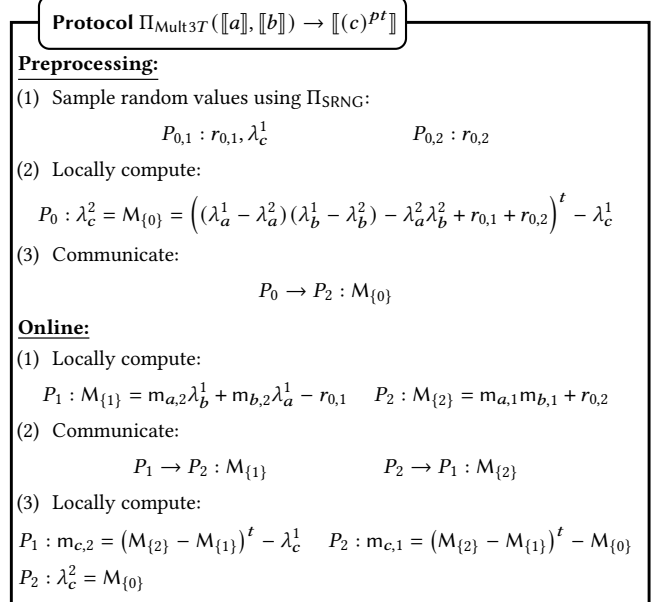 Protocol Π_Mult3T(⟦a⟧, ⟦b⟧) → ⟦(c)^{pt}⟧
Preprocessing:
(1) Sample random values using Π_SRNG:
P_{0,1} : r_{0,1}, λ_c^1    P_{0,2} : r_{0,2}
(2) Locally compute:
P_0 : λ_c^2 = M_{{0}} = ((λ_a^1 − λ_a^2)(λ_b^1 − λ_b^2) − λ_a^2 λ_b^2 + r_{0,1} + r_{0,2})^t − λ_c^1
(3) Communicate:
P_0 → P_2 : M_{{0}}
Online:
(1) Locally compute:
P_1 : M_{{1}} = m_{a,2} λ_b^1 + m_{b,2} λ_a^1 − r_{0,1}    P_2 : M_{{2}} = m_{a,1} m_{b,1} + r_{0,2}
(2) Communicate:
P_1 → P_2 : M_{{1}}    P_2 → P_1 : M_{{2}}
(3) Locally compute:
P_1 : m_{c,2} = (M_{{2}} − M_{{1}})^t − λ_c^1    P_2 : m_{c,1} = (M_{{2}} − M_{{1}})^t − M_{{0}}
P_2 : λ_c^2 = M_{{0}}